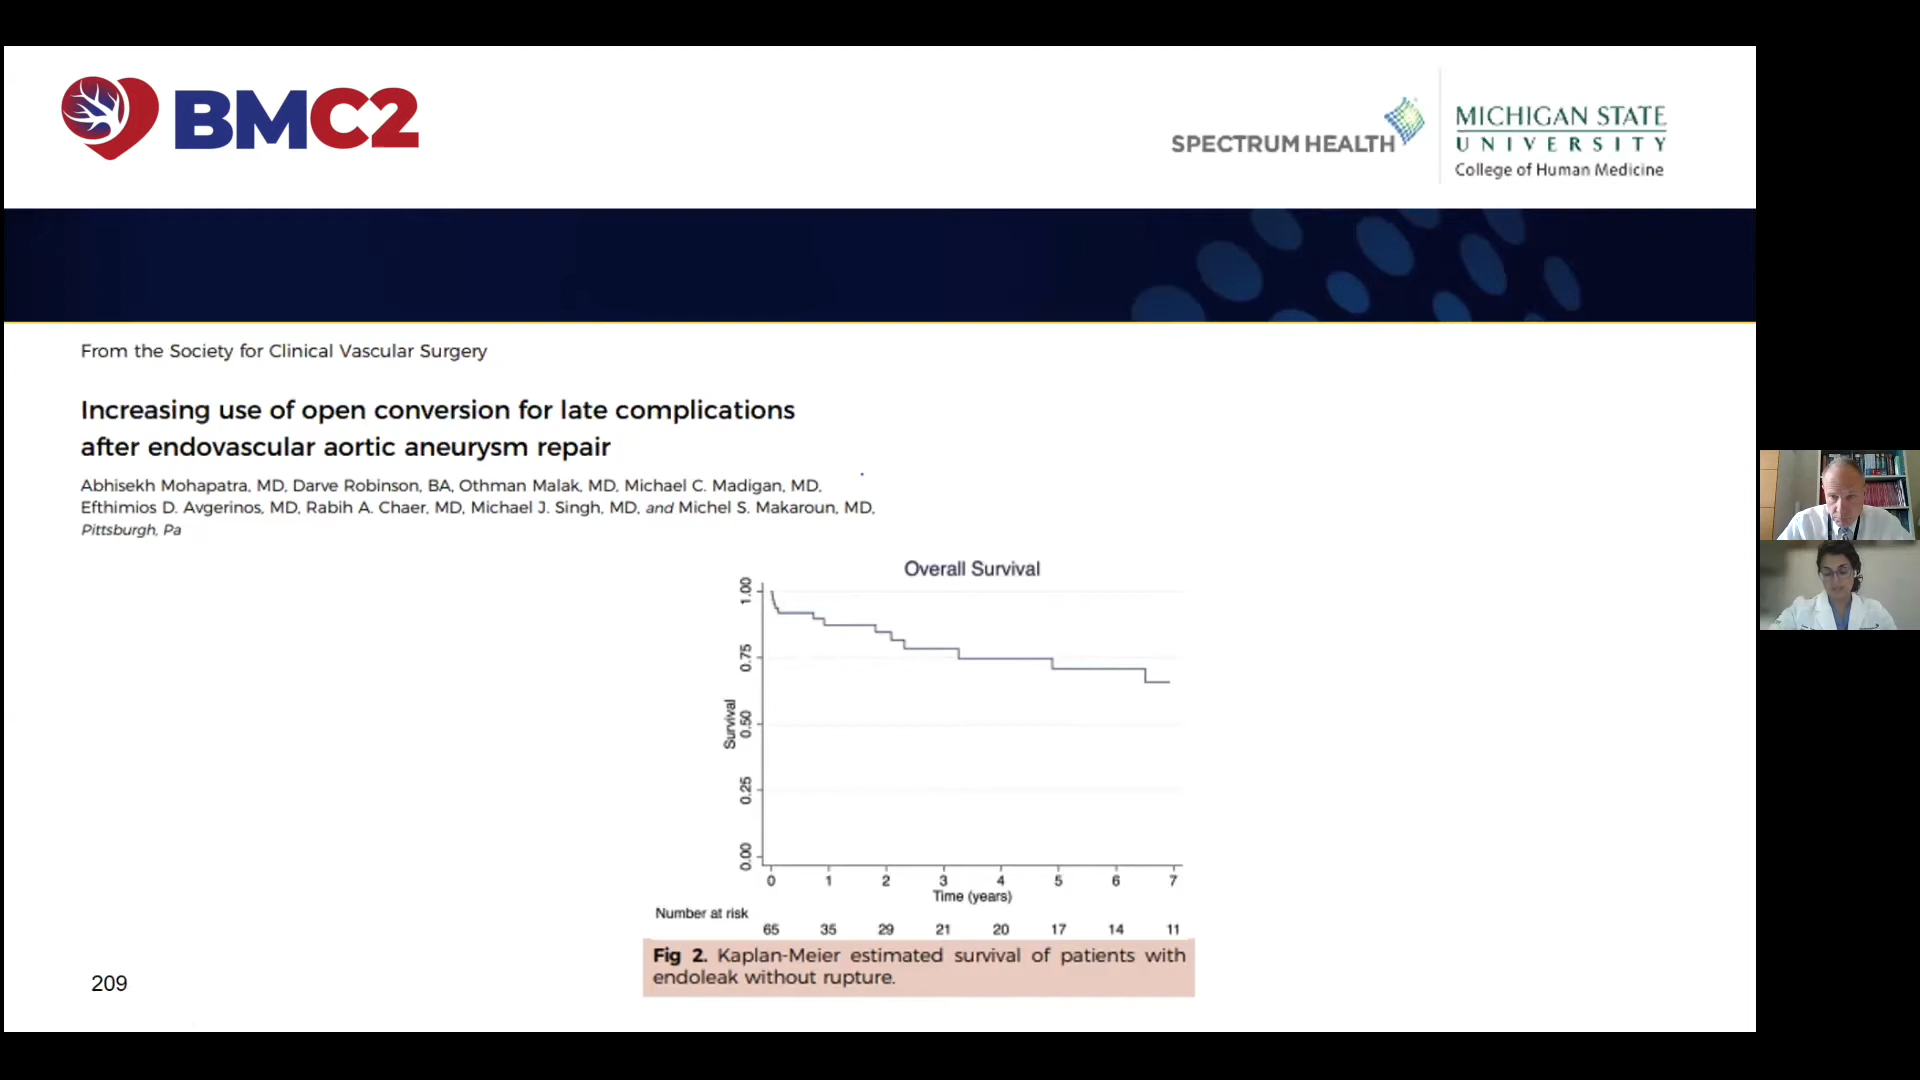 BMC2
SPECTRUM HEALTH
MICHIGAN STATE
UNIVERSITY
College of Human Medicine
From the Society for Clinical Vascular Surgery
Increasing use of open conversion for late complications
after endovascular aortic aneurysm repair
Abhisekh Mohapatra, MD, Darve Robinson, BA, Othman Malak, MD, Michael C. Madigan, MD,
Efthimios D. Avgerinos, MD, Rabih A. Chaer, MD, Michael J. Singh, MD, and Michel S. Makaroun, MD,
Pittsburgh, Pa
Overall Survival
1.00
0.75
0.50
0.25
0.00
Survival
0 1 2 3 4 5 6 7
Time (years)
Number at risk
65 35 29 21 20 17 14 11
Fig 2. Kaplan-Meier estimated survival of patients with
endoleak without rupture.
209